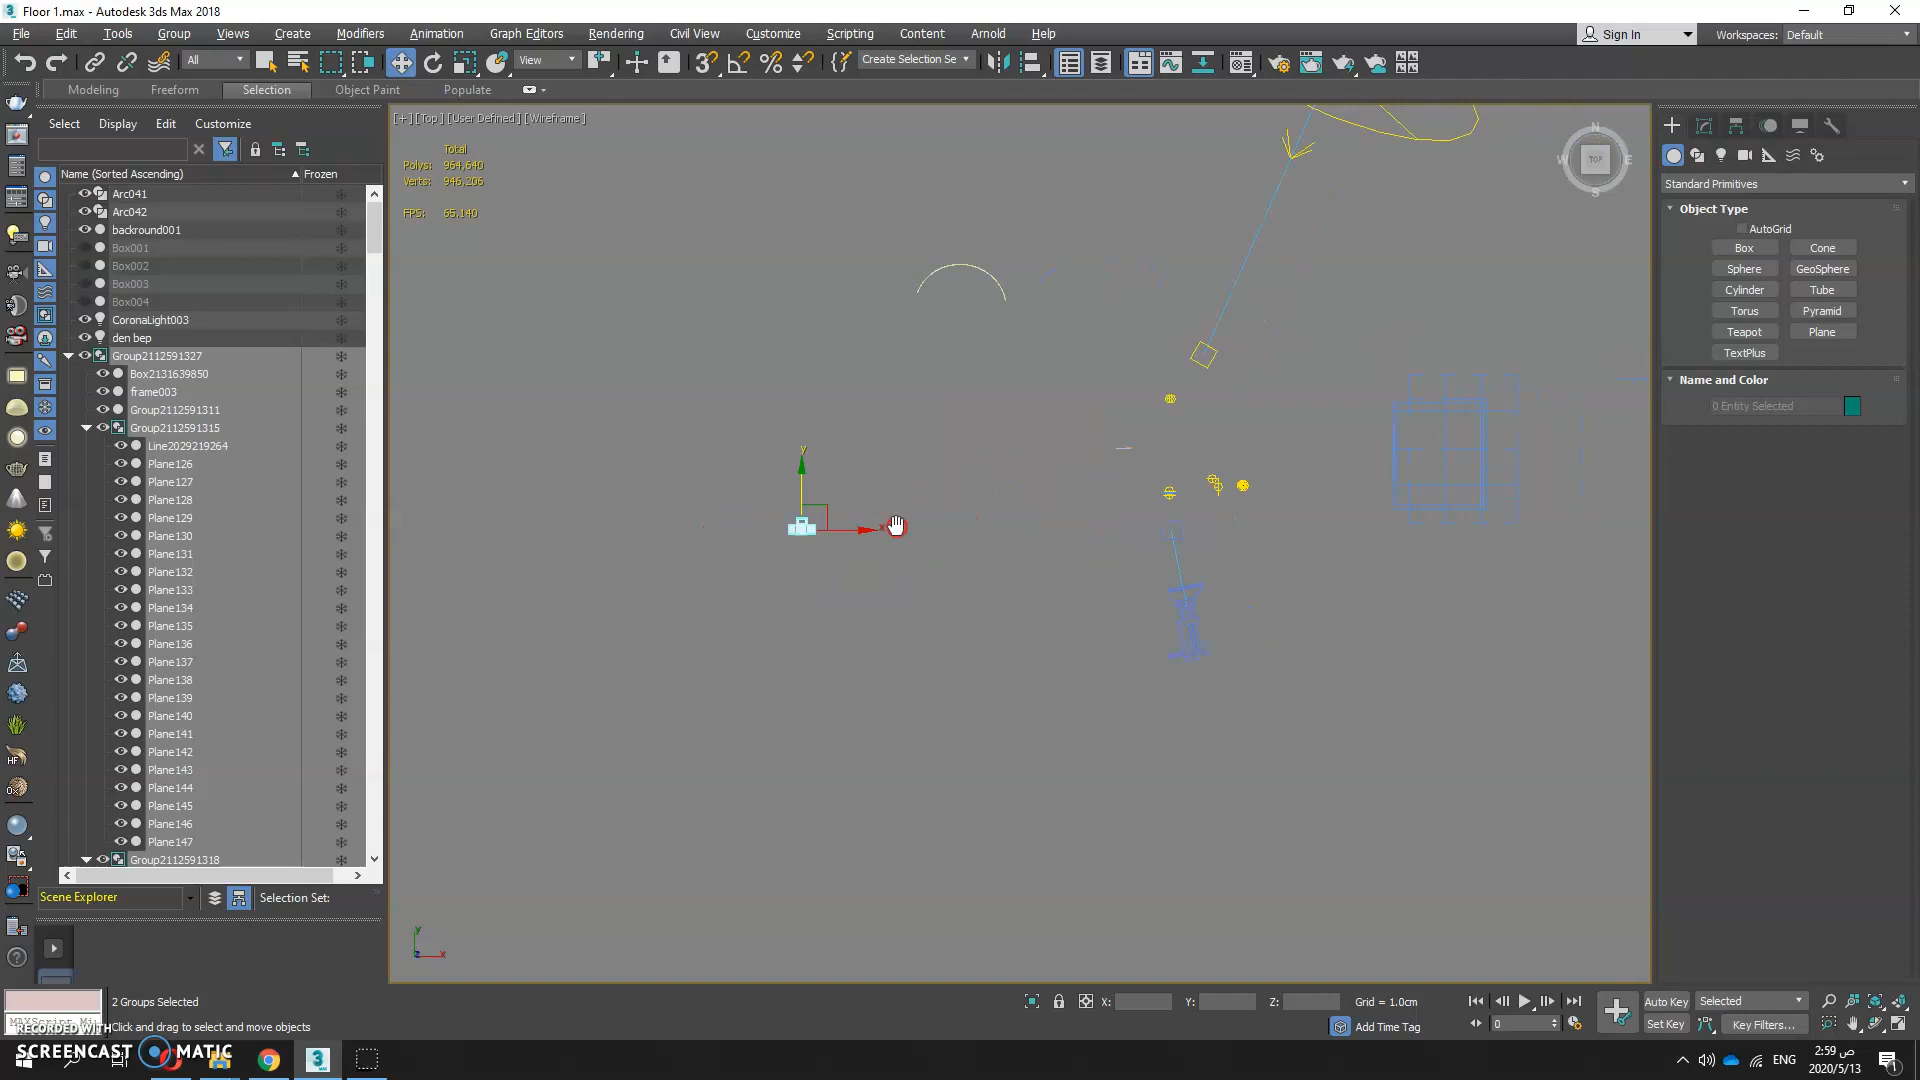 Floor 1.max - Autodesk 3ds Max 2018
File Edit Tools Group Views Create Modifiers Animation Graph Editors Rendering Civil View Customize Scripting Content Arnold Help
Sign In Workspaces: Default
All View Create Selection Se
Modeling Freeform Selection Object Paint Populate
Select Display Edit Customize
Name (Sorted Ascending) Frozen
Arc041
Arc042
backround001
Box001
Box002
Box003
Box004
CoronaLight003
den bep
Group2112591327
Box2131639850
frame003
Group2112591311
Group2112591315
Line2029219264
Plane126
Plane127
Plane128
Plane129
Plane130
Plane131
Plane132
Plane133
Plane134
Plane135
Plane136
Plane137
Plane138
Plane139
Plane140
Plane141
Plane142
Plane143
Plane144
Plane145
Plane146
Plane147
Group2112591318
Scene Explorer Selection Set:
[+] [Top] [User Defined] [Wireframe]
Total
Polys: 964,640
Verts: 946,206
FPS: 65.140
y
x
N
W TOP E
S
y
z x
Standard Primitives
Object Type
AutoGrid
Box Cone
Sphere GeoSphere
Cylinder Tube
Torus Pyramid
Teapot Plane
TextPlus
Name and Color
0 Entity Selected
2 Groups Selected
X: Y: Z: Grid = 1.0cm
Auto Key Selected
Click and drag to select and move objects
Add Time Tag
0
Set Key Key Filters...
RECORDED WITH
SCREENCAST MATIC
ENG
2:59 ص
2020/5/13
1